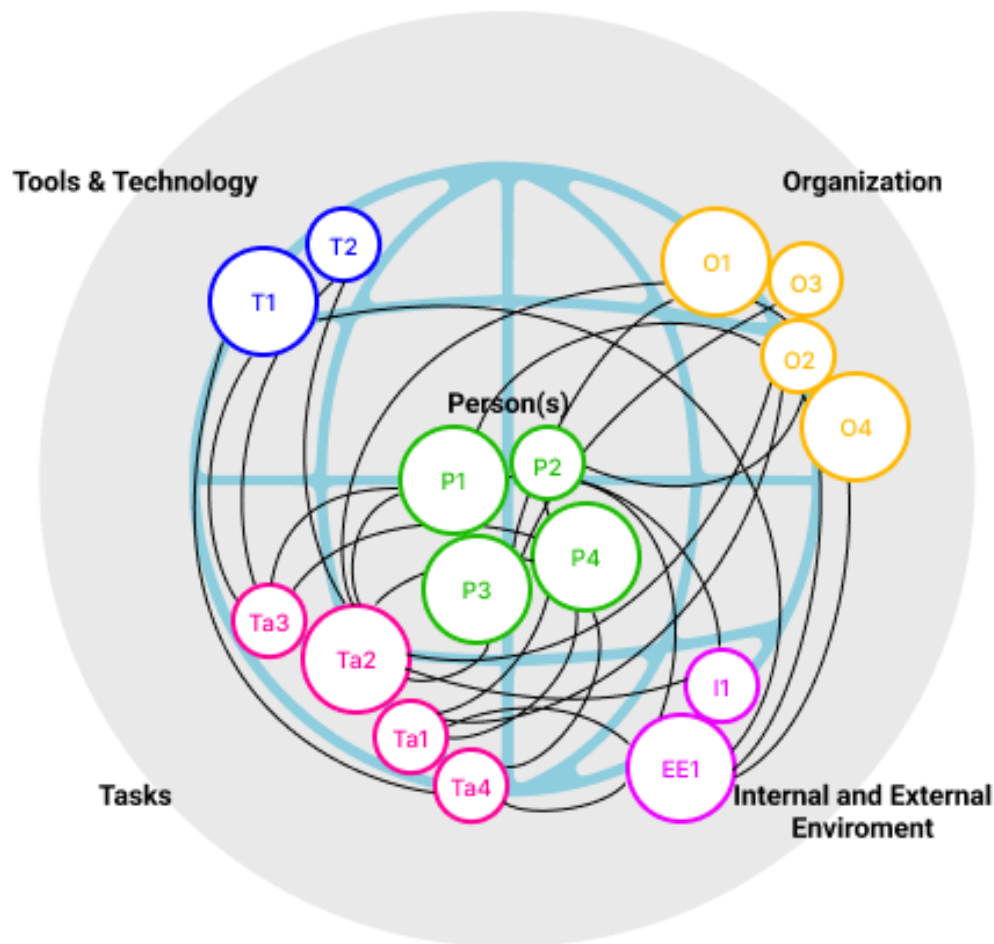 Tools & Technology
Organization
T2
T1
O1
O3
O2
O4
Person(s)
P1
P2
P4
P3
Ta3
Ta2
Ta1
Ta4
I1
EE1
Tasks
Internal and External
Enviroment